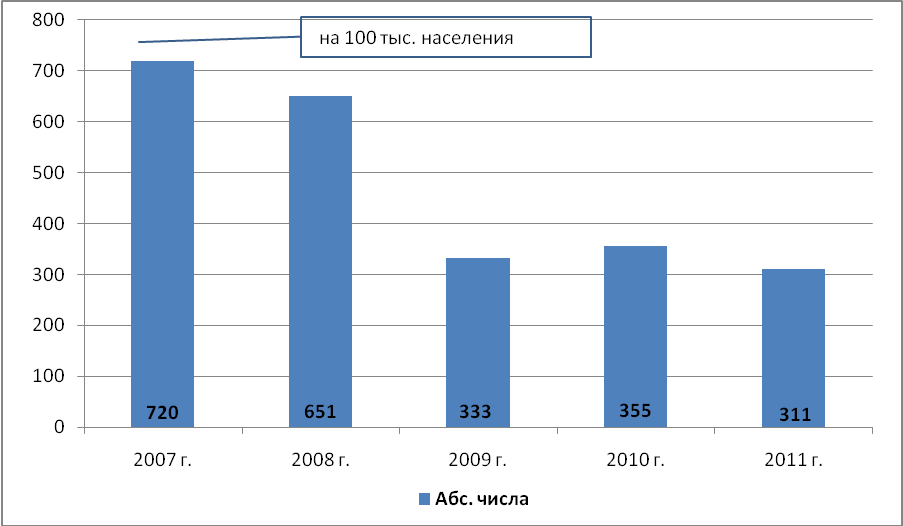 800
на 100 тыс. населения
700
600
500
400
300
200
100
0
720
651
333
355
311
2007 г.
2008 г.
2009 г.
2010 г.
2011 г.
Абс. числа